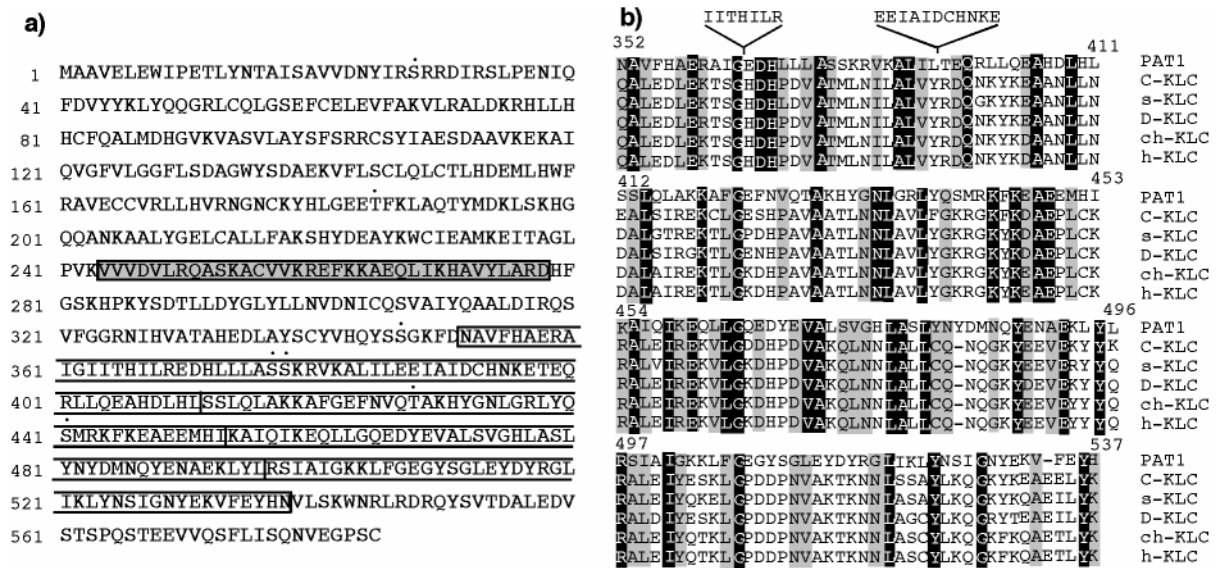 a)
1 MAAVELEWIPETLYNTAISAVVDNYIRSRRDIRSLPENIQ
41 FDVYYKLYQQGRLCQLGSEFCELEVFAKVLRALDKRHLLH
81 HCFQALMDHGVKVASVLAYSFSRRCSYIAESDAAVKEKAI
121 QVGFVLGGFLSDAGWYSDAEKVFLSCLQLCTLHDEMLHWF
161 RAVECCVRLLHVRNGNCKYHLGEETFKLAQTYMDKLSKHG
201 QQANKAALYGELCALLFAKSHYDEAYKWCIEAMKEITAGL
241 PVKVVVDVLRQASKACVVKREFKKAEQLIKHAVYLARDHF
281 GSKHPKYSDTLLDYGLYLLNVDNICQSVAIYQAALDIRQS
321 VFGGRNIHVATAHEDLAYSCYVHQYSSGKFDNAVFHAERA
361 IGIITHILREDHLLLASSKRVKALILEEIAIDCHNKETEQ
401 RLLQEAHDLHLSSLQLAKKAFGEFNVQTAKHYGNLGRLYQ
441 SMRKFKEAEEMHIKAIQIKEQLLGQEDYEVALSVGHLASL
481 YNYDMNQYENAEKLYLRSIAIGKKLFGEGYSGLEYDYRGL
521 IKLYNSIGNYEKVFEYHNVLSKWNRLRDRQYSVTDALEDV
561 STSPQSTEEVVQSFLISQNVEGPSC
b)
IITHILR EEIAIDCHNKE
352 411
NAVFHAERAIGEDHLLLASSKRVKALILTEQRLLQEAHDLHL PAT1
QALEDLEKTSGHDHPDVATMLNILALVYRDQNKYKEAANLLN C-KLC
QALEDLEKTSGHDHPDVATMLNILALVYRDQGKYKEAANLLN s-KLC
QALEDLEKTSGHDHPDVATMLNILALVYRDQNKYKEAANLLN D-KLC
QALEDLEKTSGHDHPDVATMLNILALVYRDQNKYKDAANLLN ch-KLC
QALEDLEKTSGHDHPDVATMLNILALVYRDQNKYKDAANLLN h-KLC
412 453
SSLQLAKKAFGEFNVQTAKHYGNLGRLYQSMRKFKEAEEMHI PAT1
EALSIREKCLGESHPAVAATLNNLAVLFGKRGKFKDAEPLCK C-KLC
DALGTREKTLGPDHPAVAATLNNLAVLYGKRGKYKEAEPLCK s-KLC
DALSIRGKTLGENHPAVAATLNNLAVLYGKRGKYKDAEPLCK D-KLC
DALAIREKTLGKDHPAVAATLNNLAVLYGKRGKYKEAEPLCK ch-KLC
DALAIREKTLGKDHPAVAATLNNLAVLYGKRGKYKEAEPLCK h-KLC
454 496
KAIQIKEQLLGQEDYEVALSVGHLASLYNYDMNQYENAEKLYL PAT1
RALEIREKVLGDDHPDVAKQLNNLALLCQ-NQGKYEEVEKYYK C-KLC
RALVIREKVLGKDHPDVAKQLNNLALLCQ-NQGKYEEVERYYQ s-KLC
RALEIREKVLGKDHPDVAKQLNNLALLCQ-NQGKYDEVEKYYQ D-KLC
RALEIREKVLGKDHPDVAKQLNNLALLCQ-NQGKYEEVEYYYQ ch-KLC
RALEIREKVLGKDHPDVAKQLNNLALLCQ-NQGKYEEVEYYYQ h-KLC
497 537
RSIAIGKKLFGEGYSGLEYDYRGLIKLYNSIGNYEKV-FEYH PAT1
RALEIYESKLGPDDPNVAKTKNNLSSAYLKQGKYKEAEELYK C-KLC
RALEIYQKELGPDDPNVAKTKNNLASAYLKQGKYKQAEILYK s-KLC
RALDIYESKLGPDDPNVAKTKNNLAGCYLKQGRYTEAEILYK D-KLC
RALEIYQTKLGPDDPNVAKTKNNLASCYLKQGKFKQAETLYK ch-KLC
RALEIYQTKLGPDDPNVAKTKNNLASCYLKQGKFKQAETLYK h-KLC